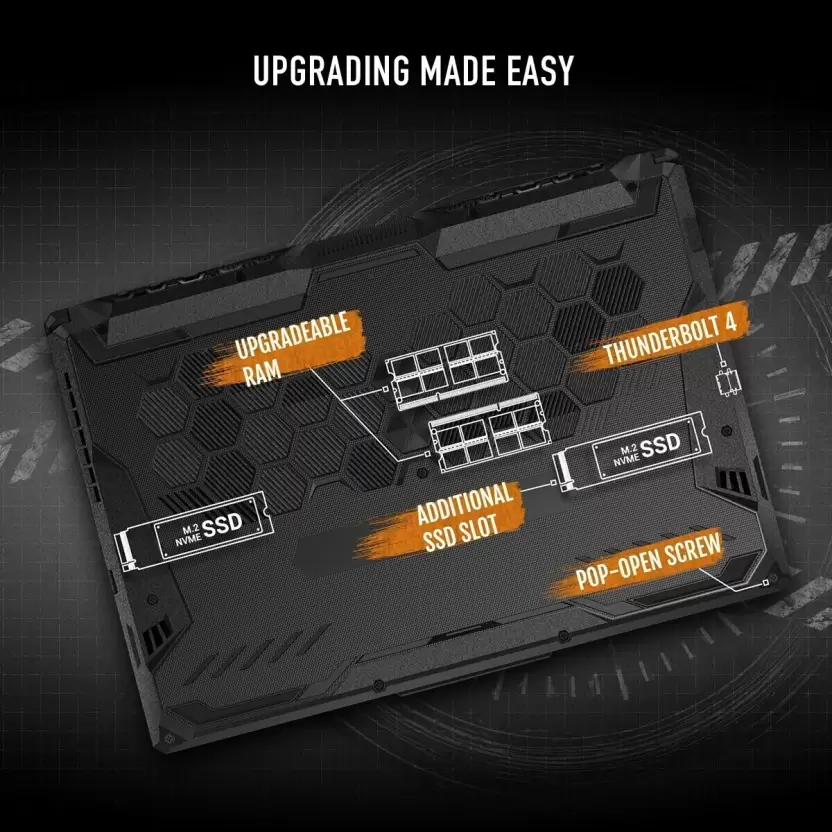 UPGRADING MADE EASY
UPGRADEABLE
RAM
THUNDERBOLT 4
M.2
NVME SSD
ADDITIONAL
SSD SLOT
M.2
NVME SSD
POP-OPEN SCREW